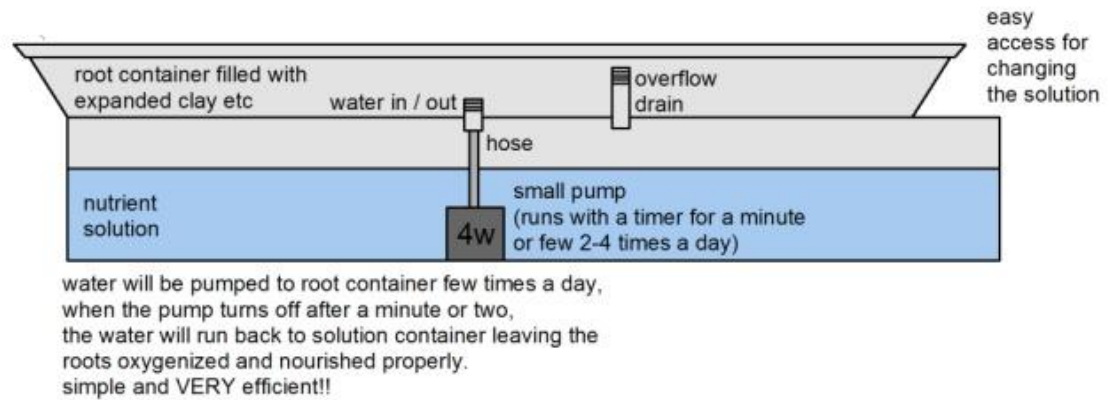 easy
access for
changing
the solution
root container filled with
expanded clay etc
water in / out
overflow
drain
hose
nutrient
solution
small pump
(runs with a timer for a minute
or few 2-4 times a day)
4w
water will be pumped to root container few times a day,
when the pump turns off after a minute or two,
the water will run back to solution container leaving the
roots oxygenized and nourished properly.
simple and VERY efficient!!